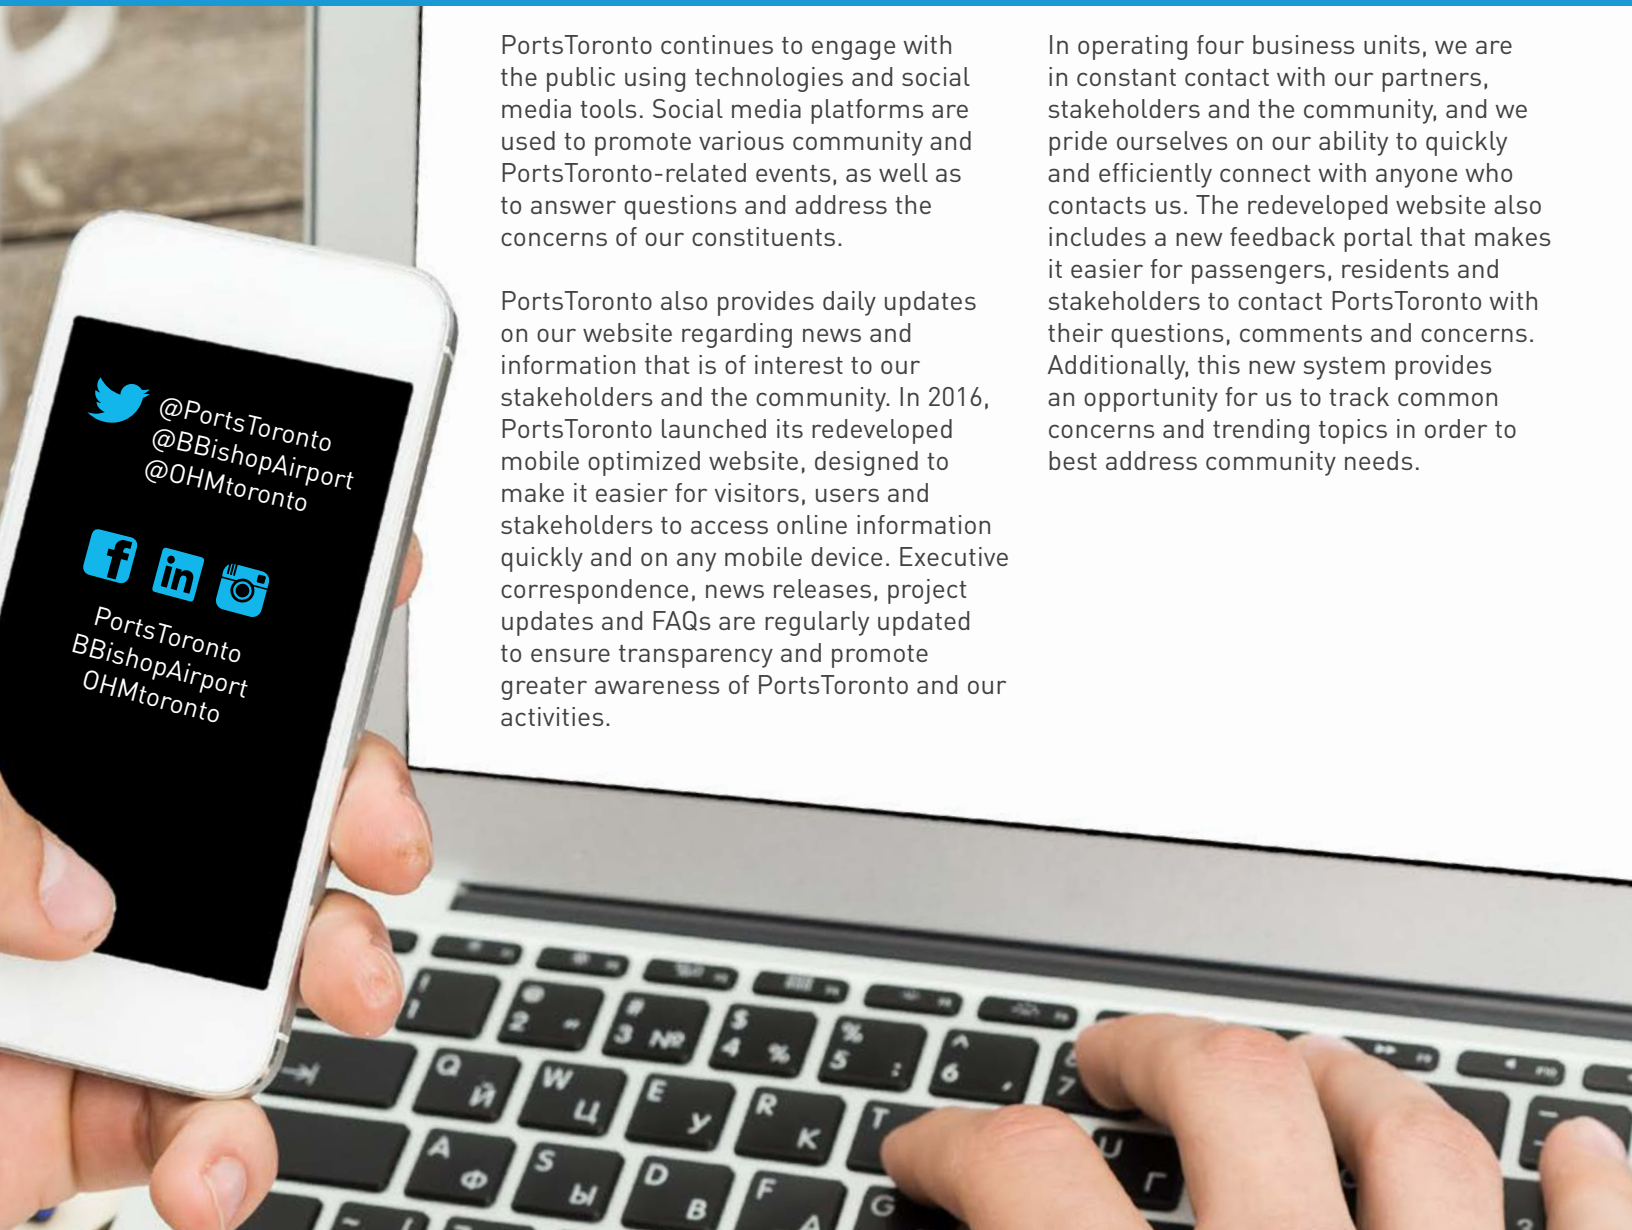 PortsToronto continues to engage with
the public using technologies and social
media tools. Social media platforms are
used to promote various community and
PortsToronto-related events, as well as
to answer questions and address the
concerns of our constituents.
PortsToronto also provides daily updates
on our website regarding news and
information that is of interest to our
stakeholders and the community. In 2016,
PortsToronto launched its redeveloped
mobile optimized website, designed to
make it easier for visitors, users and
stakeholders to access online information
quickly and on any mobile device. Executive
correspondence, news releases, project
updates and FAQs are regularly updated
to ensure transparency and promote
greater awareness of PortsToronto and our
activities.
In operating four business units, we are
in constant contact with our partners,
stakeholders and the community, and we
pride ourselves on our ability to quickly
and efficiently connect with anyone who
contacts us. The redeveloped website also
includes a new feedback portal that makes
it easier for passengers, residents and
stakeholders to contact PortsToronto with
their questions, comments and concerns.
Additionally, this new system provides
an opportunity for us to track common
concerns and trending topics in order to
best address community needs.
@PortsToronto
@BBishopAirport
@OHMtoronto
f in
PortsToronto
BBishopAirport
OHMtoronto
! 1 @ 2 " # 3 № $ 4 % % 5 : ^ 6 , 7
Q Й W Ц E У R К T U Г
A Ф S Ы D В F А G